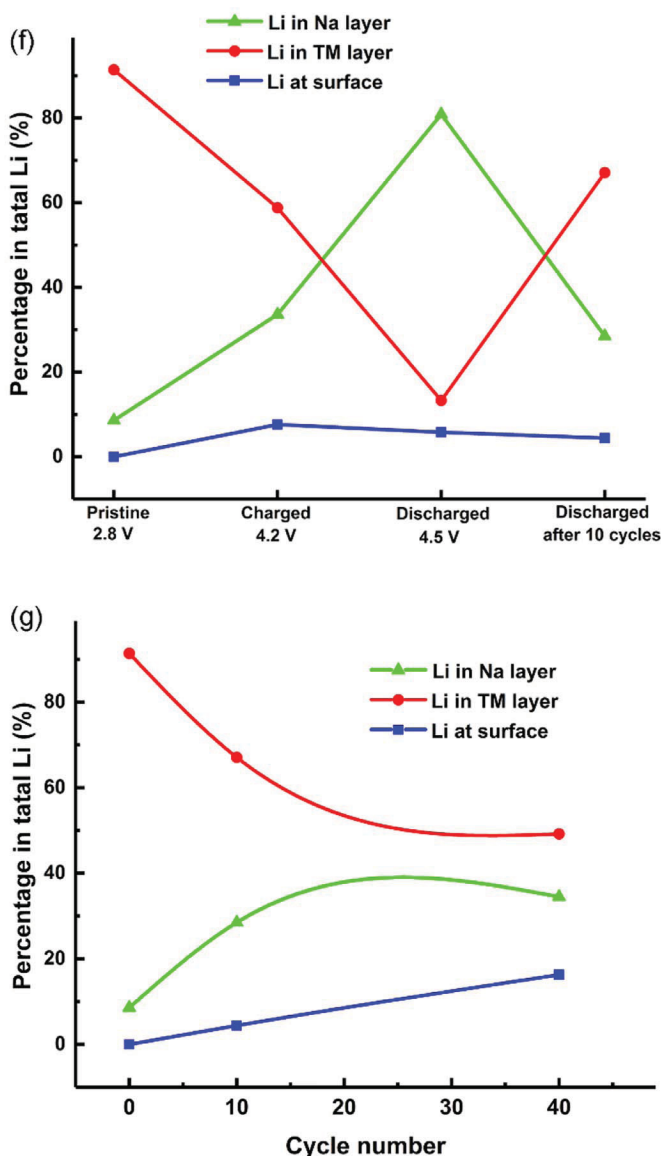 (f)
Li in Na layer
Li in TM layer
Li at surface
Percentage in tatal Li (%)
80
60
40
20
0
Pristine Charged Discharged Discharged
2.8 V 4.2 V 4.5 V after 10 cycles
(g)
Li in Na layer
Li in TM layer
Li at surface
Percentage in tatal Li (%)
80
60
40
20
0
0 10 20 30 40
Cycle number